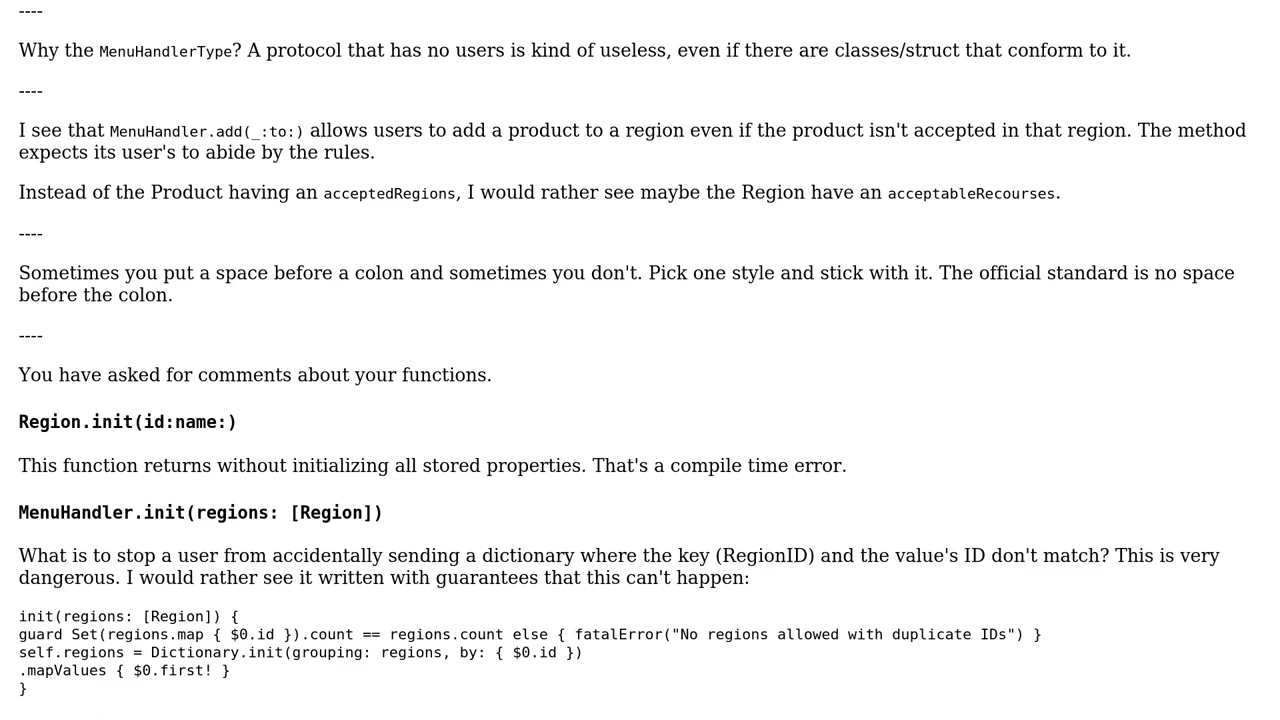 ----
Why the MenuHandlerType? A protocol that has no users is kind of useless, even if there are classes/struct that conform to it.
----
I see that MenuHandler.add(_:to:) allows users to add a product to a region even if the product isn't accepted in that region. The method
expects its user's to abide by the rules.
Instead of the Product having an acceptedRegions, I would rather see maybe the Region have an acceptableRecourses.
----
Sometimes you put a space before a colon and sometimes you don't. Pick one style and stick with it. The official standard is no space
before the colon.
----
You have asked for comments about your functions.
Region.init(id:name:)
This function returns without initializing all stored properties. That's a compile time error.
MenuHandler.init(regions: [Region])
What is to stop a user from accidentally sending a dictionary where the key (RegionID) and the value's ID don't match? This is very
dangerous. I would rather see it written with guarantees that this can't happen:
init(regions: [Region]) {
guard Set(regions.map { $0.id }).count == regions.count else { fatalError("No regions allowed with duplicate IDs") }
self.regions = Dictionary.init(grouping: regions, by: { $0.id })
.mapValues { $0.first! }
}